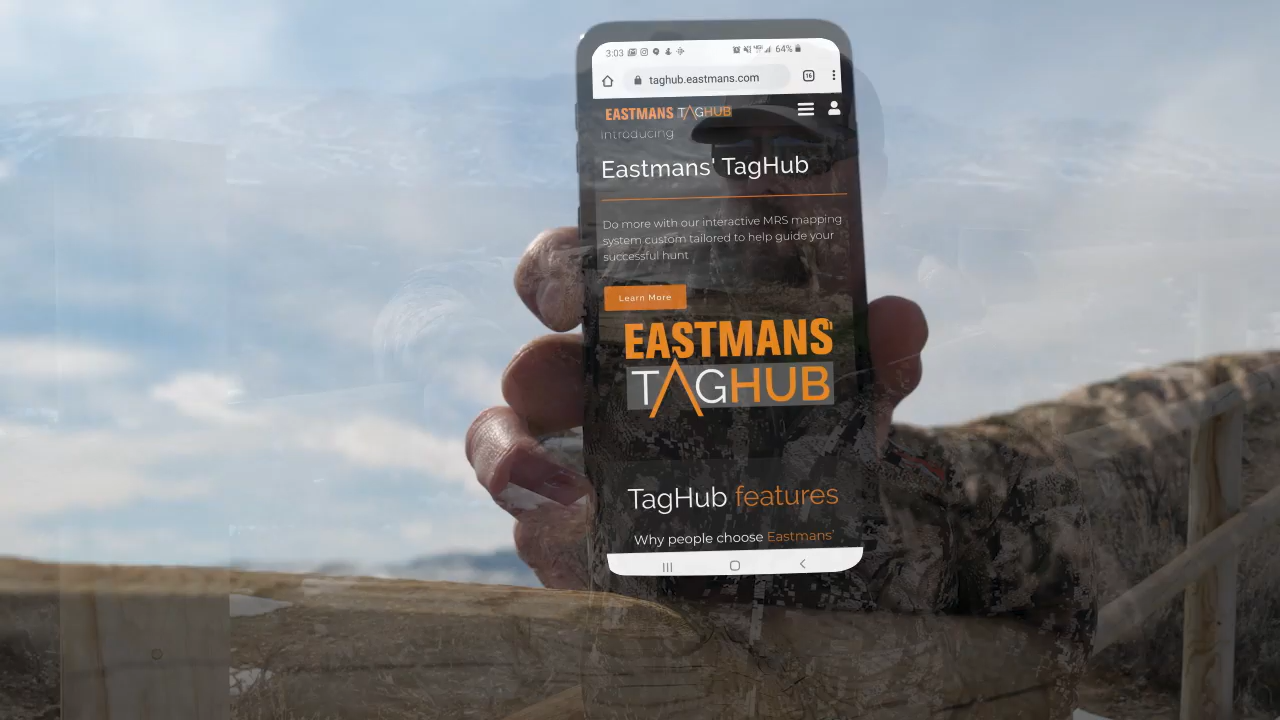 3:03
64%
taghub.eastmans.com
16
EASTMANS TAGHUB
Introducing
Eastmans' TagHub
Do more with our interactive MRS mapping
system custom tailored to help guide your
successful hunt
Learn More
EASTMANS'
TAGHUB
TagHub features
Why people choose Eastmans'